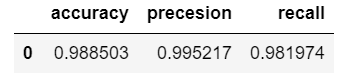 accuracy precesion recall
0 0.988503 0.995217 0.981974